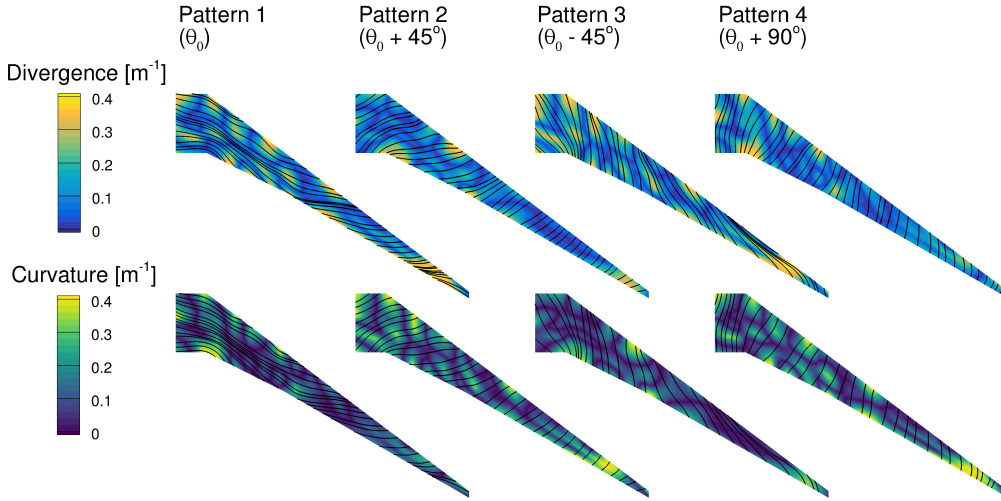 Pattern 1
(θ₀)
Pattern 2
(θ₀ + 45°)
Pattern 3
(θ₀ - 45°)
Pattern 4
(θ₀ + 90°)
Divergence [m⁻¹]
0.4
0.3
0.2
0.1
0
Curvature [m⁻¹]
0.4
0.3
0.2
0.1
0